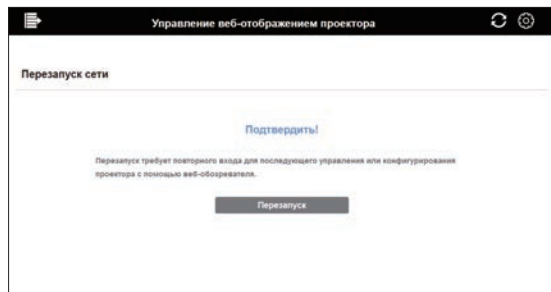 Управление веб-отображением проектора
Перезапуск сети
Подтвердить!
Перезапуск требует повторного входа для последующего управления или конфигурирования
проектора с помощью веб-обозревателя.
Перезапуск